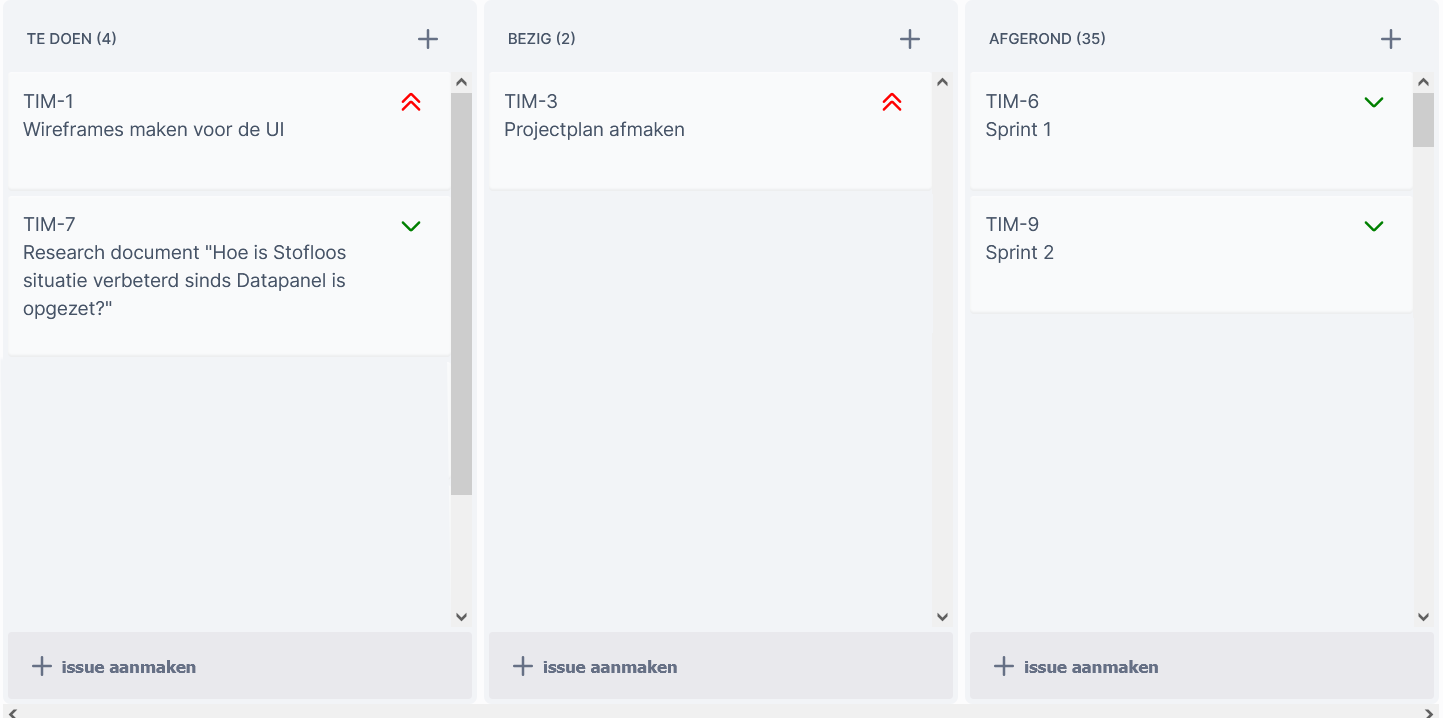 TE DOEN (4)
TIM-1
Wireframes maken voor de UI
TIM-7
Research document "Hoe is Stofloos
situatie verbeterd sinds Datapanel is
opgezet?"
issue aanmaken
BEZIG (2)
TIM-3
Projectplan afmaken
issue aanmaken
AFGEROND (35)
TIM-6
Sprint 1
TIM-9
Sprint 2
issue aanmaken